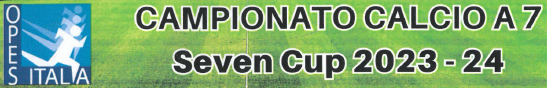 OPES ITALIA
CAMPIONATO CALCIO A 7
Seven Cup 2023 - 24